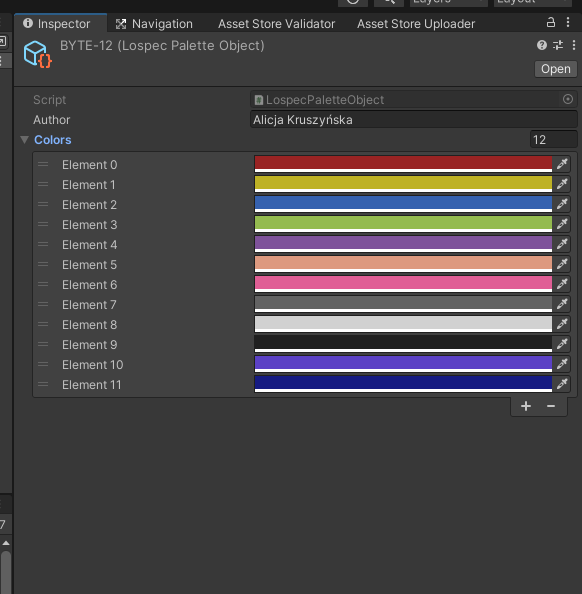 Layers
Layout
Inspector
Navigation
Asset Store Validator
Asset Store Uploader
BYTE-12 (Lospec Palette Object)
Open
Script
LospecPaletteObject
Author
Alicja Kruszyńska
Colors
12
Element 0
Element 1
Element 2
Element 3
Element 4
Element 5
Element 6
Element 7
Element 8
Element 9
Element 10
Element 11
7